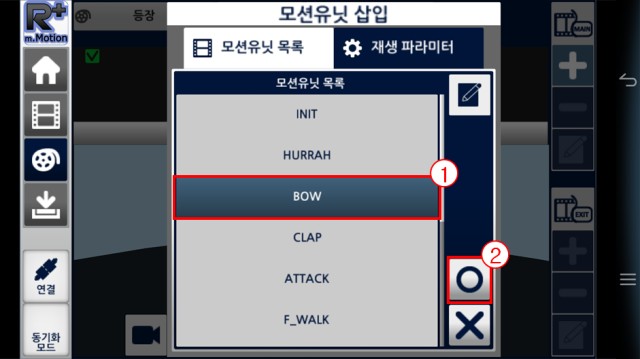 R+
m.Motion
등장
모션유닛 삽입
모션유닛 목록
재생 파라미터
모션유닛 목록
INIT
HURRAH
1
BOW
CLAP
2
ATTACK
F_WALK
연결
동기화
모드
MAIN
EXIT